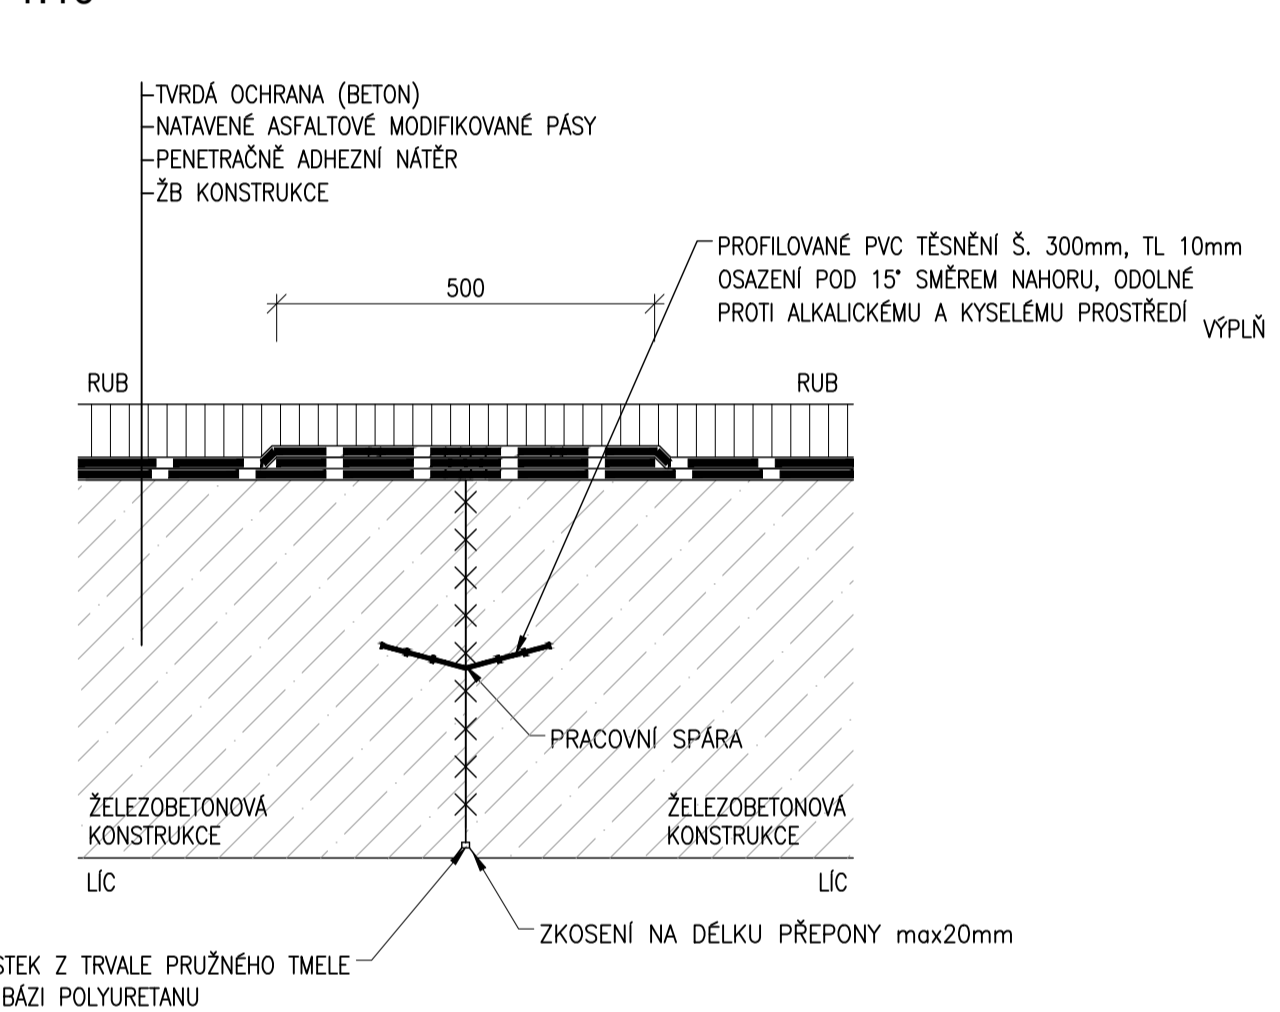 TVRDÁ OCHRANA (BETON)
NATAVENÉ ASFALTOVÉ MODIFIKOVANÉ PÁSY
PENETRAČNĚ ADHEZNÍ NÁTĚR
ŽB KONSTRUKCE
PROFILOVANÉ PVC TĚSNĚNÍ Š. 300mm, TL 10mm
OSAZENÍ POD 15° SMĚREM NAHORU, ODOLNÉ
PROTI ALKALICKÉMU A KYSELÉMU PROSTŘEDÍ
VÝPLŇ
500
RUB
RUB
PRACOVNÍ SPÁRA
ŽELEZOBETONOVÁ
KONSTRUKCE
ŽELEZOBETONOVÁ
KONSTRUKCE
LÍC
LÍC
ZKOSENÍ NA DÉLKU PŘEPONY max20mm
STEK Z TRVALE PRUŽNÉHO TMELE
BÁZI POLYURETANU